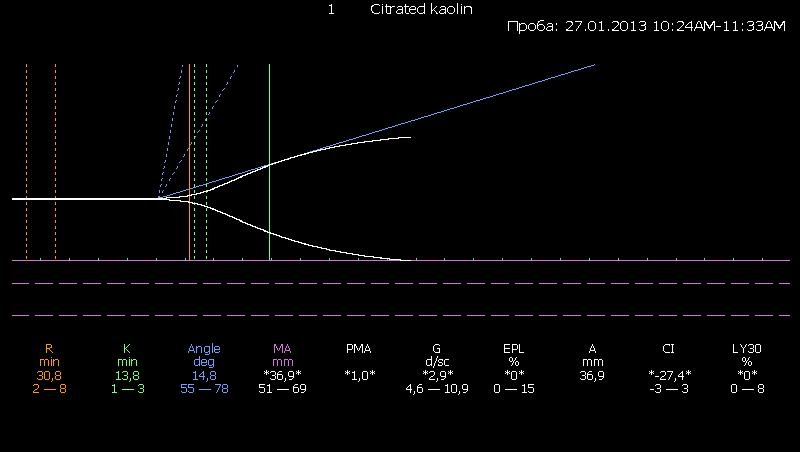 1 Citrated kaolin
Проба: 27.01.2013 10:24AM-11:33AM
R K Angle MA PMA G EPL A CI LY30
min min deg mm d/sc % mm %
30,8 13,8 14,8 *36,9* *1,0* *2,9* *0* 36,9 *-27,4* *0*
2 — 8 1 — 3 55 — 78 51 — 69 4,6 — 10,9 0 — 15 -3 — 3 0 — 8